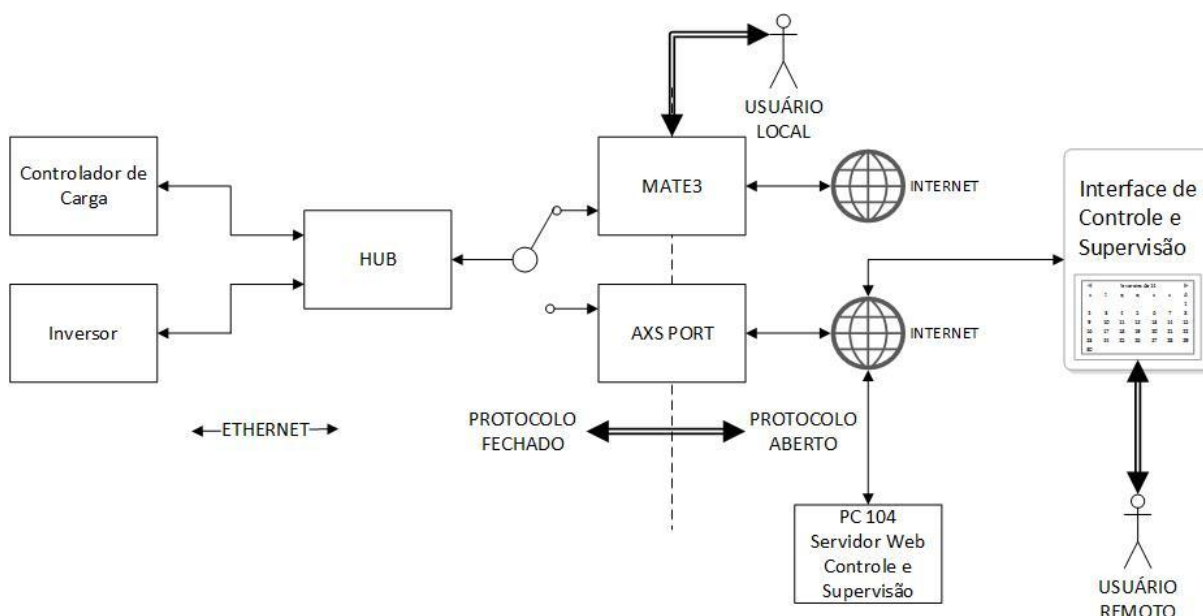 USUÁRIO
LOCAL
Controlador de
Carga
MATE3
INTERNET
Interface de
Controle e
Supervisão
HUB
Inversor
AXS PORT
INTERNET
ETHERNET
PROTOCOLO
FECHADO
PROTOCOLO
ABERTO
PC 104
Servidor Web
Controle e
Supervisão
USUÁRIO
REMOTO